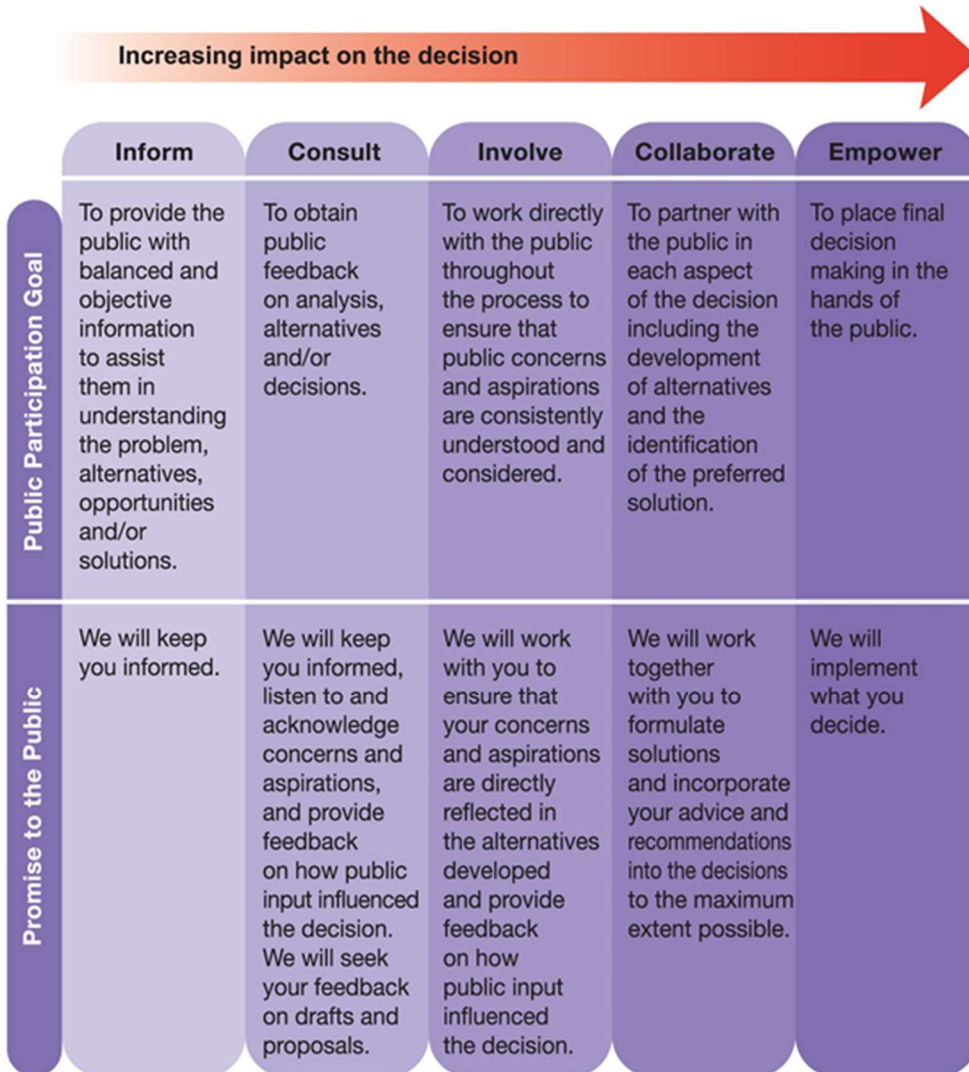 Increasing impact on the decision
Inform
Consult
Involve
Collaborate
Empower
Public Participation Goal
To provide the
public with
balanced and
objective
information
to assist
them in
understanding
the problem,
alternatives,
opportunities
and/or
solutions.
To obtain
public
feedback
on analysis,
alternatives
and/or
decisions.
To work directly
with the public
throughout
the process to
ensure that
public concerns
and aspirations
are consistently
understood and
considered.
To partner with
the public in
each aspect
of the decision
including the
development
of alternatives
and the
identification
of the preferred
solution.
To place final
decision
making in the
hands of
the public.
Promise to the Public
We will keep
you informed.
We will keep
you informed,
listen to and
acknowledge
concerns and
aspirations,
and provide
feedback
on how public
input influenced
the decision.
We will seek
your feedback
on drafts and
proposals.
We will work
with you to
ensure that
your concerns
and aspirations
are directly
reflected in
the alternatives
developed
and provide
feedback
on how
public input
influenced
the decision.
We will work
together
with you to
formulate
solutions
and incorporate
your advice and
recommendations
into the decisions
to the maximum
extent possible.
We will
implement
what you
decide.